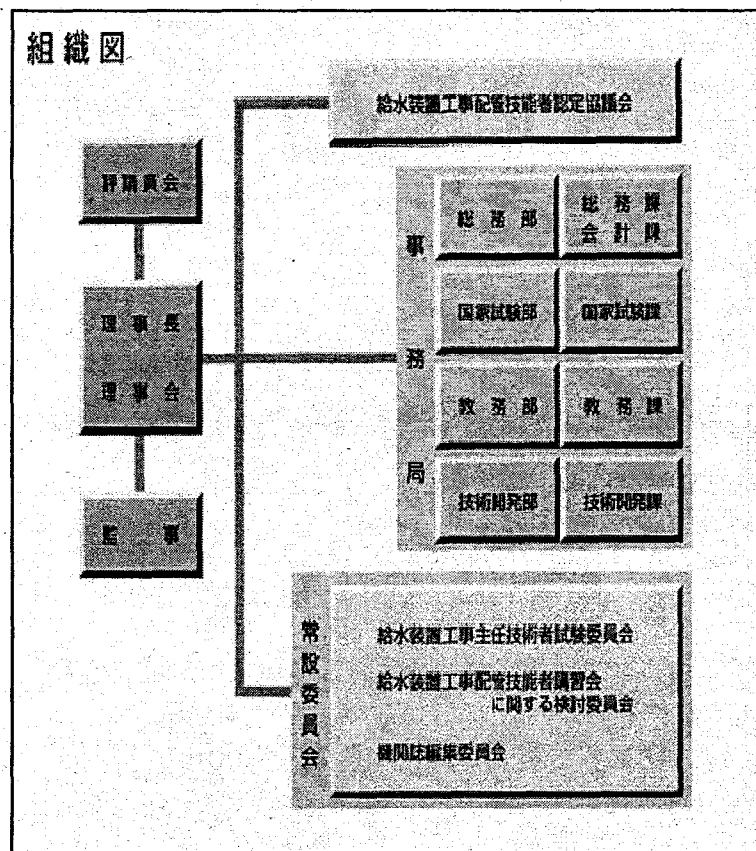 組織図
給水装置工事配管技能者認定協議会
評議員会
理事長
理事会
監事
事務局
総務部
総務課
会計課
国家試験部
国家試験課
教務部
教務課
技術開発部
技術開発課
常設委員会
給水装置工事主任技術者試験委員会
給水装置工事配管技能者講習会
に関する検討委員会
機関誌編集委員会